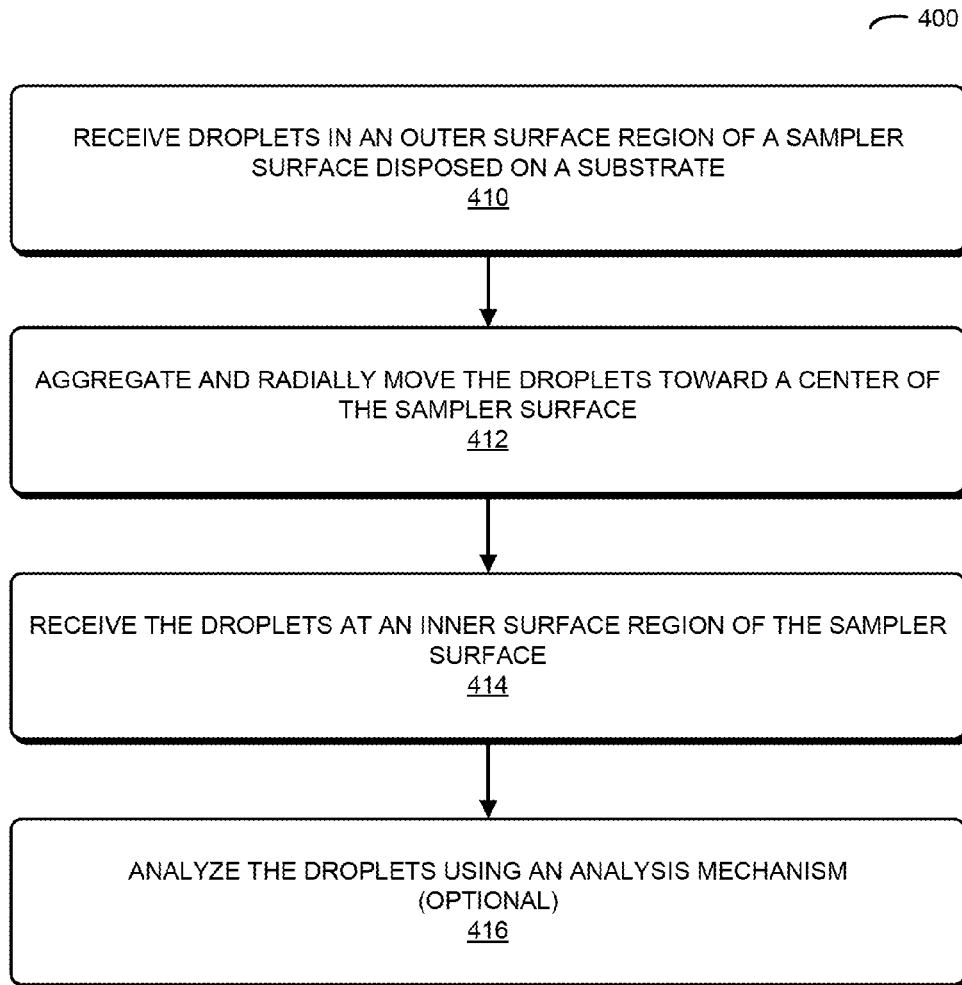 400
RECEIVE DROPLETS IN AN OUTER SURFACE REGION OF A SAMPLER
SURFACE DISPOSED ON A SUBSTRATE
410
AGGREGATE AND RADIALLY MOVE THE DROPLETS TOWARD A CENTER OF
THE SAMPLER SURFACE
412
RECEIVE THE DROPLETS AT AN INNER SURFACE REGION OF THE SAMPLER
SURFACE
414
ANALYZE THE DROPLETS USING AN ANALYSIS MECHANISM
(OPTIONAL)
416